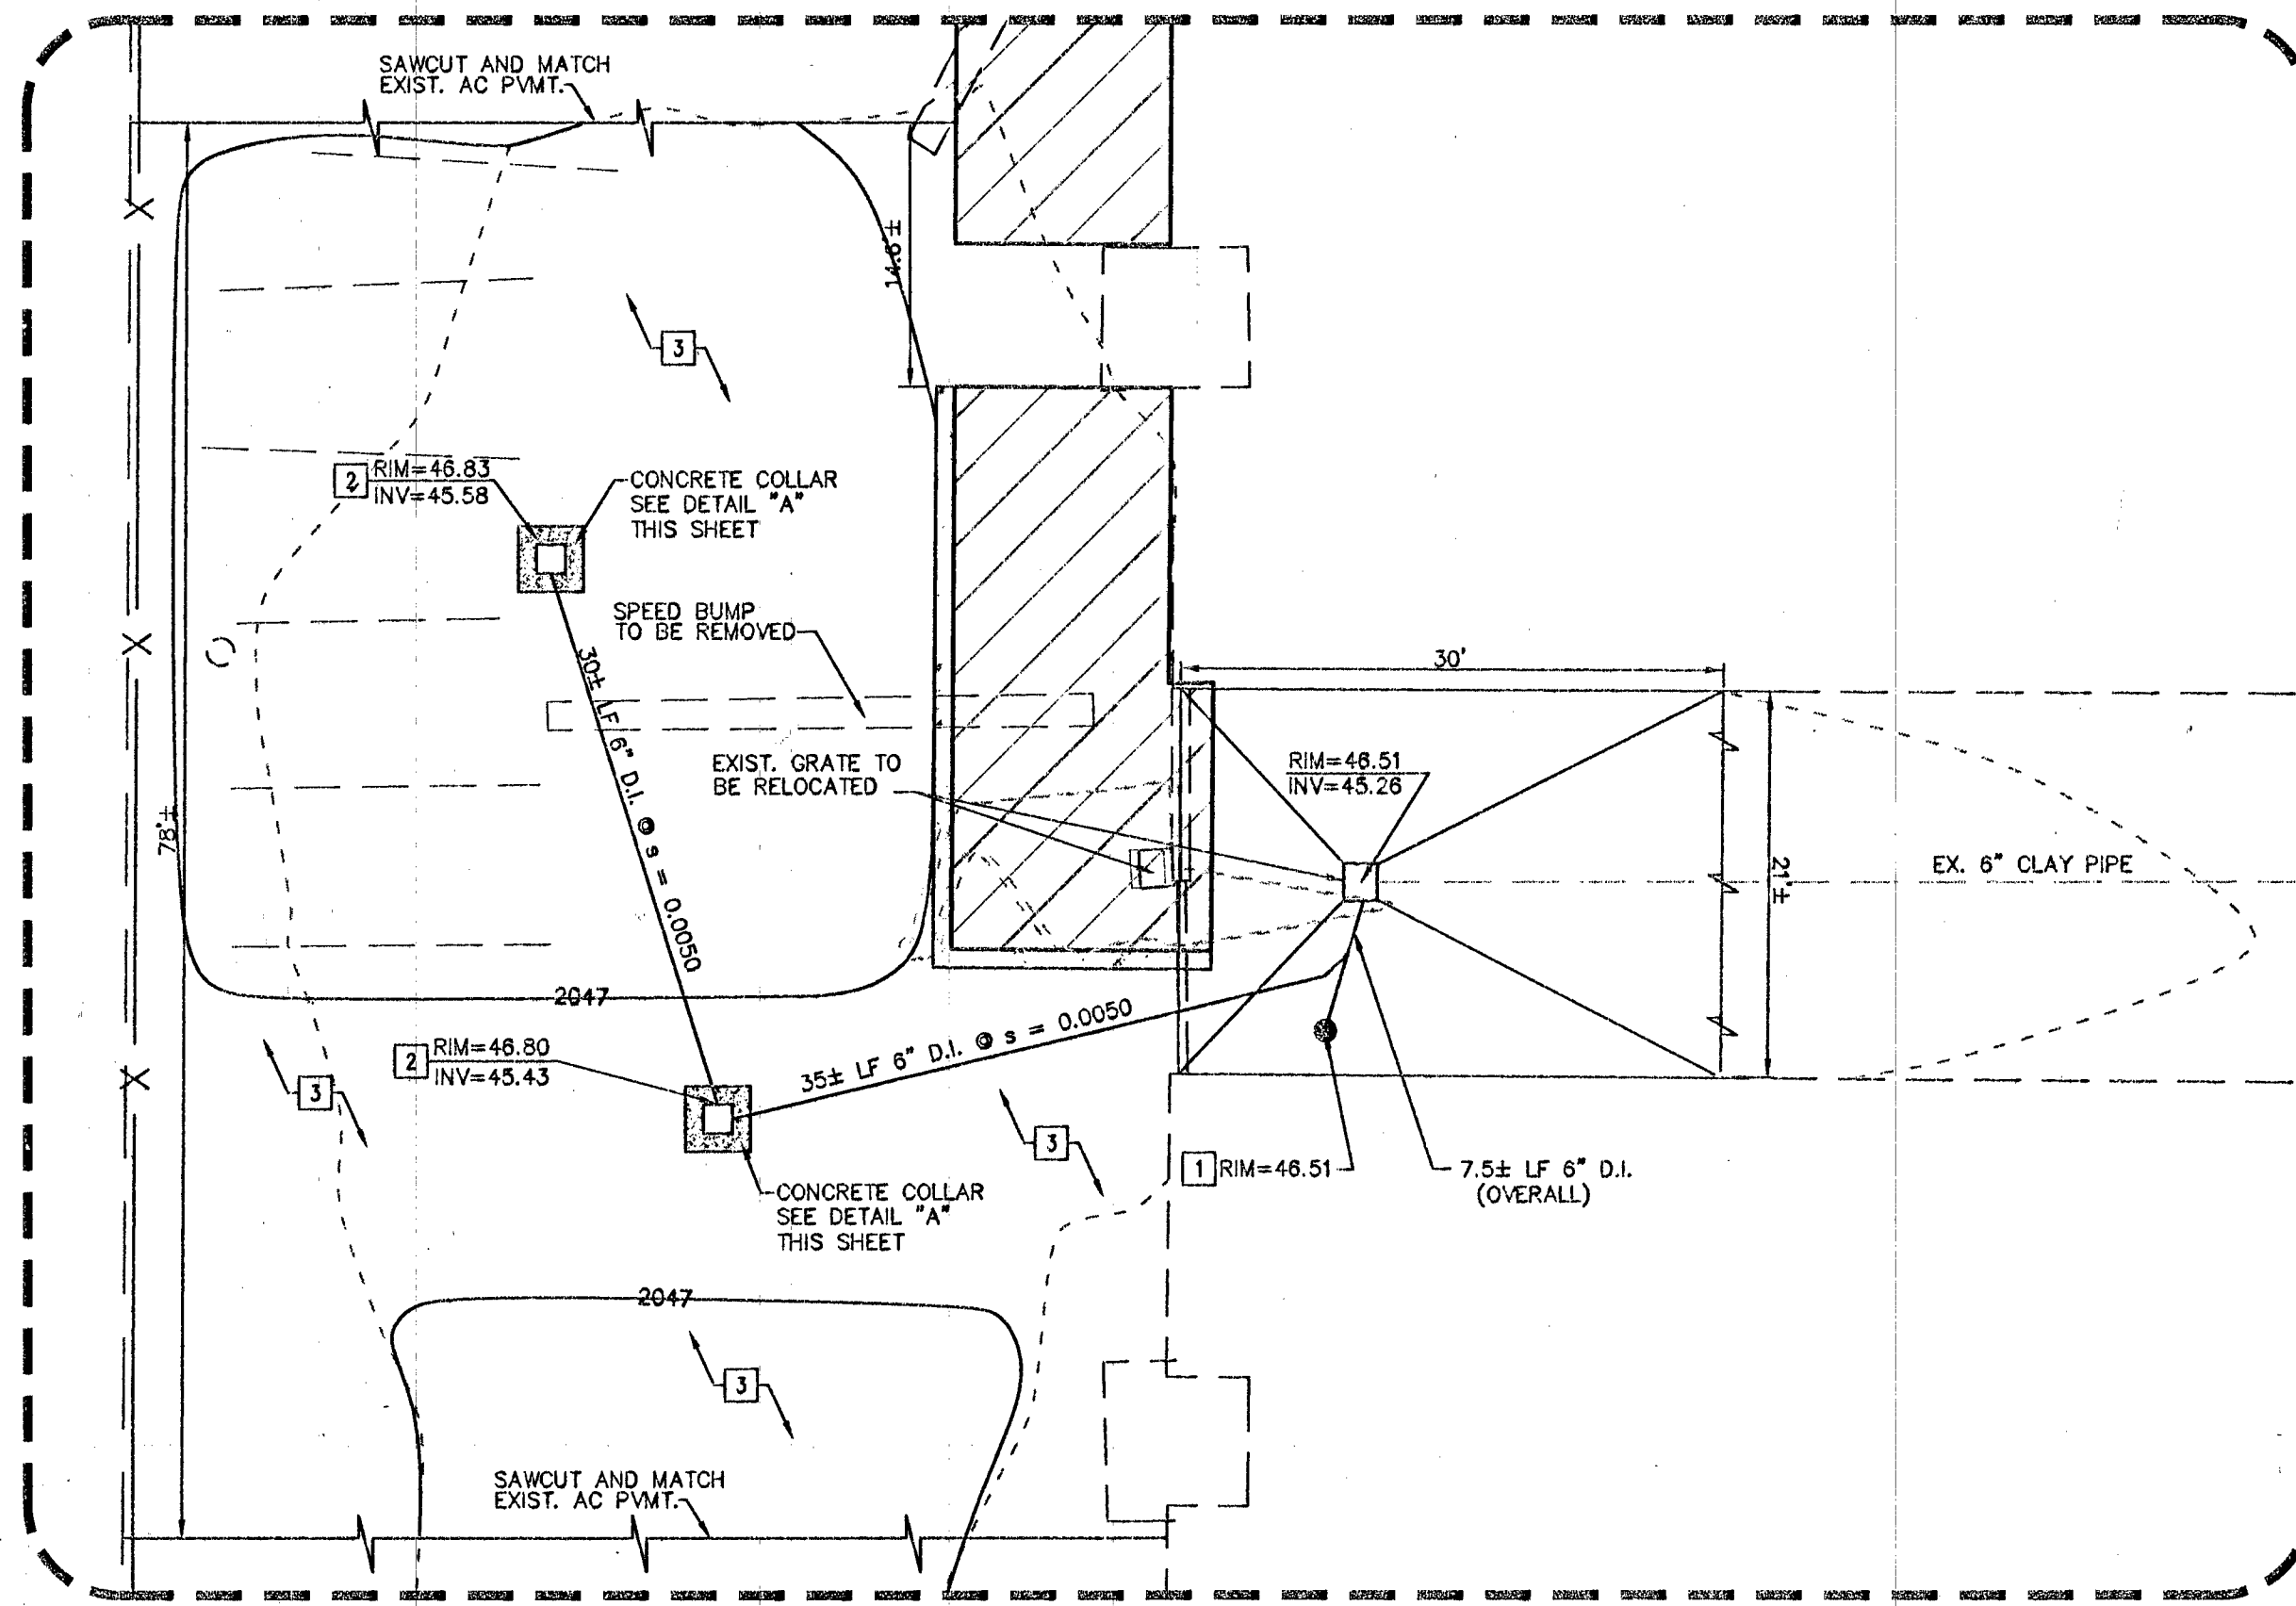 SAWCUT AND MATCH
EXIST. AC PVMT.
X
14.6'±
3
2 RIM=46.83
INV=45.58
CONCRETE COLLAR
SEE DETAIL "A"
THIS SHEET
SPEED BUMP
TO BE REMOVED
X
30± LF 6" D.I. @ s = 0.0050
30'
EXIST. GRATE TO
BE RELOCATED
RIM=46.51
INV=45.26
78'±
21'±
EX. 6" CLAY PIPE
2047
35± LF 6" D.I. @ s = 0.0050
2 RIM=46.80
INV=45.43
X
3
3
1 RIM=46.51
7.5± LF 6" D.I.
(OVERALL)
CONCRETE COLLAR
SEE DETAIL "A"
THIS SHEET
2047
3
SAWCUT AND MATCH
EXIST. AC PVMT.